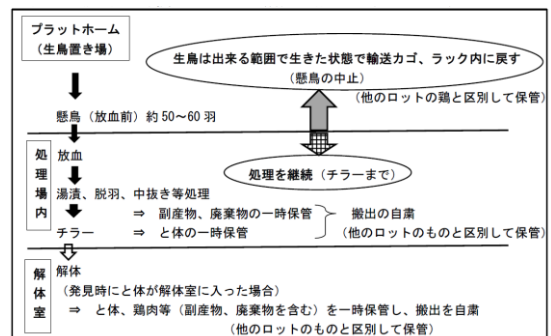 プラットホーム
(生鳥置き場)
生鳥は出来る範囲で生きた状態で輸送カゴ、ラック内に戻す
(懸鳥の中止)
(他のロットの鶏と区別して保管)
懸鳥(放血前)約50~60羽
処理場内
放血
処理を継続(チラーまで)
湯漬、脱羽、中抜き等処理
⇒ 副産物、廃棄物の一時保管
搬出の自粛
チラー
⇒ と体の一時保管
(他のロットのものと区別して保管)
解体室
解体
(発見時にと体が解体室に入った場合)
⇒ と体、鶏肉等(副産物、廃棄物を含む)を一時保管し、搬出を自粛
(他のロットのものと区別して保管)